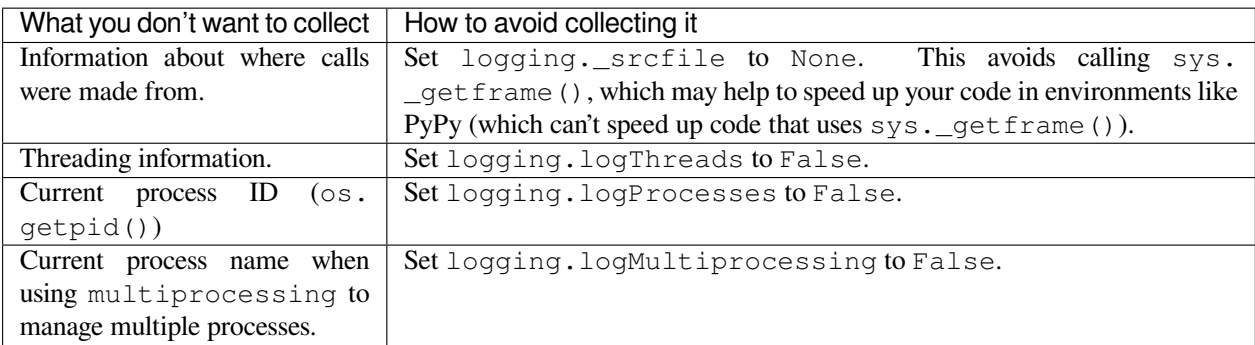 What you don’t want to collect
How to avoid collecting it
Information about where calls
were made from.
Set logging._srcfile to None. This avoids calling sys.
_getframe(), which may help to speed up your code in environments like
PyPy (which can’t speed up code that uses sys._getframe()).
Threading information.
Set logging.logThreads to False.
Current process ID (os.
getpid())
Set logging.logProcesses to False.
Current process name when
using multiprocessing to
manage multiple processes.
Set logging.logMultiprocessing to False.